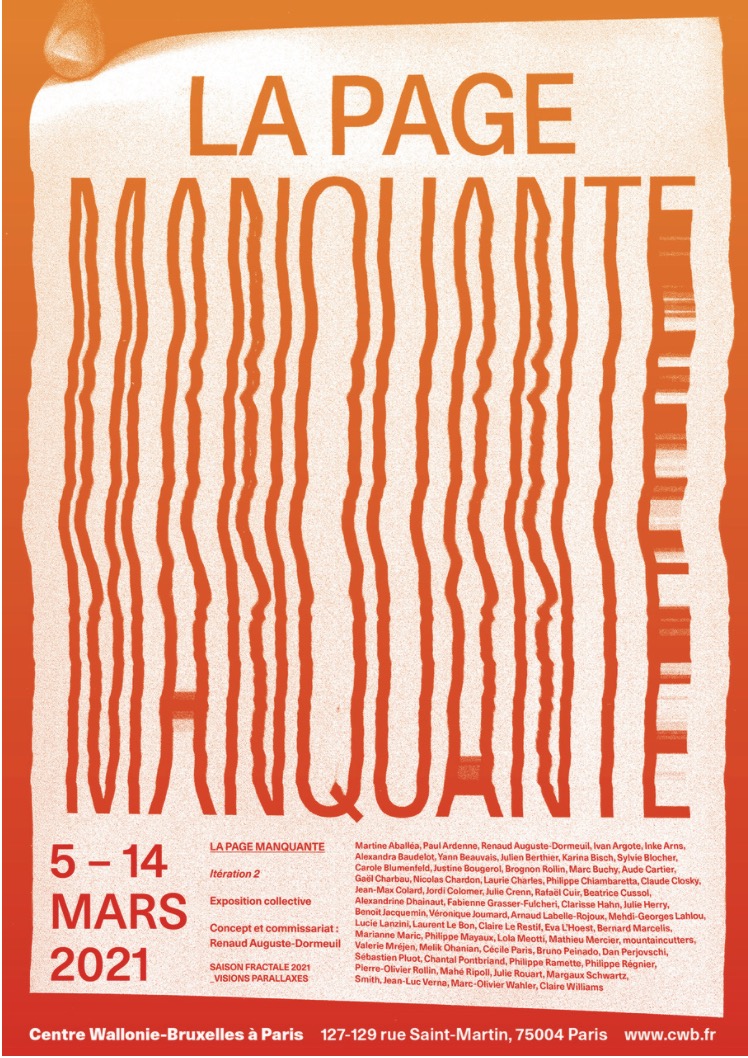 LA PAGE
MANQUANTE
5 – 14
MARS
2021
LA PAGE MANQUANTE
Itération 2
Exposition collective
Concept et commissariat :
Renaud Auguste-Dormeuil
SAISON FRACTALE 2021
_VISIONS PARALLAXES
Martine Aballéa, Paul Ardenne, Renaud Auguste-Dormeuil, Ivan Argote, Inke Arns,
Alexandra Baudelot, Yann Beauvais, Julien Berthier, Karina Bisch, Sylvie Blocher,
Carole Blumenfeld, Justine Bougerol, Brognon Rollin, Marc Buchy, Aude Cartier,
Gaël Charbau, Nicolas Chardon, Laurie Charles, Philippe Chiambaretta, Claude Closky,
Jean-Max Colard, Jordi Colomer, Julie Crenn, Rafaël Cuir, Beatrice Cussol,
Alexandrine Dhainaut, Fabienne Grasser-Fulcheri, Clarisse Hahn, Julie Herry,
Benoit Jacquemin, Véronique Joumard, Arnaud Labelle-Rojoux, Mehdi-Georges Lahlou,
Lucie Lanzini, Laurent Le Bon, Claire Le Restif, Eva L'Hoest, Bernard Marcelis,
Marianne Maric, Philippe Mayaux, Lola Meotti, Mathieu Mercier, mountaincutters,
Valerie Mréjen, Melik Ohanian, Cécile Paris, Bruno Peinado, Dan Perjovschi,
Sébastien Pluot, Chantal Pontbriand, Philippe Ramette, Philippe Régnier,
Pierre-Olivier Rollin, Mahé Ripoll, Julie Rouart, Margaux Schwartz,
Smith, Jean-Luc Verna, Marc-Olivier Wahler, Claire Williams
Centre Wallonie-Bruxelles à Paris 127-129 rue Saint-Martin, 75004 Paris www.cwb.fr